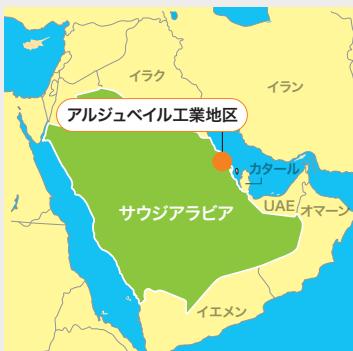 イラク
イラン
アルジュベイル工業地区
カタール
サウジアラビア
UAE
オマーン
イエメン